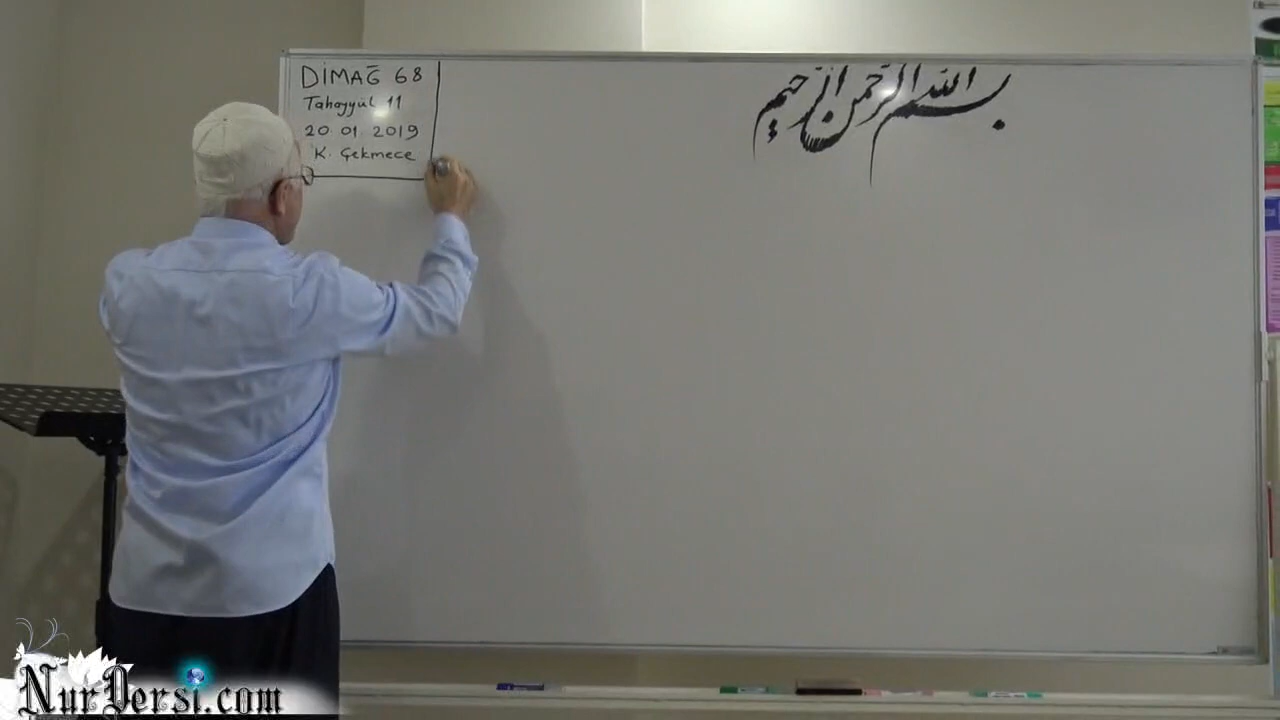 DİMAĞ 68
Tahayyül 11
20.01.2019
K. Çekmece
بسم الله الرحمن الرحيم
NurDersi.com